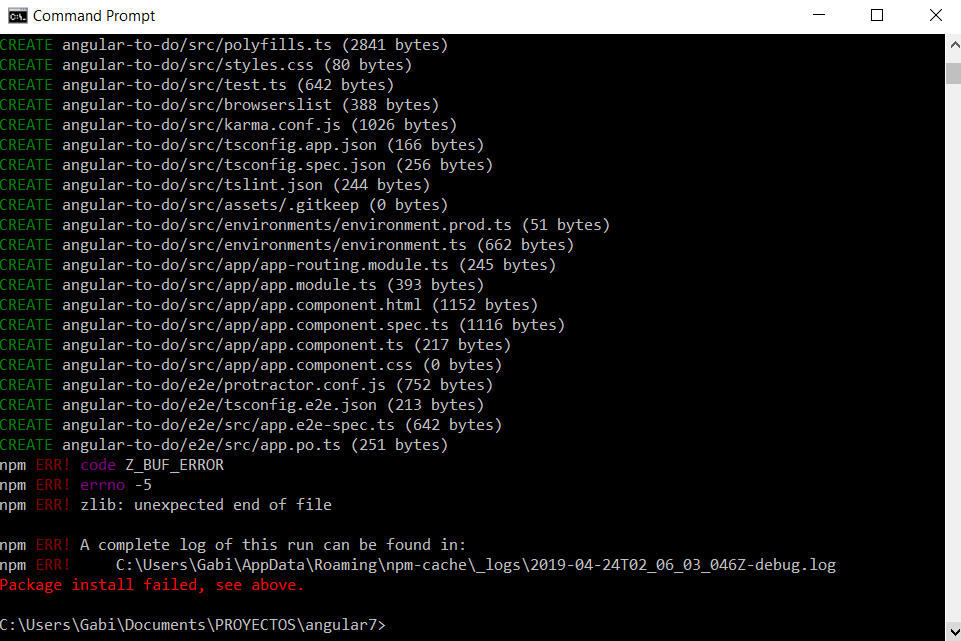 Command Prompt
CREATE angular-to-do/src/polyfills.ts (2841 bytes)
CREATE angular-to-do/src/styles.css (80 bytes)
CREATE angular-to-do/src/test.ts (642 bytes)
CREATE angular-to-do/src/browserslist (388 bytes)
CREATE angular-to-do/src/karma.conf.js (1026 bytes)
CREATE angular-to-do/src/tsconfig.app.json (166 bytes)
CREATE angular-to-do/src/tsconfig.spec.json (256 bytes)
CREATE angular-to-do/src/tslint.json (244 bytes)
CREATE angular-to-do/src/assets/.gitkeep (0 bytes)
CREATE angular-to-do/src/environments/environment.prod.ts (51 bytes)
CREATE angular-to-do/src/environments/environment.ts (662 bytes)
CREATE angular-to-do/src/app/app-routing.module.ts (245 bytes)
CREATE angular-to-do/src/app/app.module.ts (393 bytes)
CREATE angular-to-do/src/app/app.component.html (1152 bytes)
CREATE angular-to-do/src/app/app.component.spec.ts (1116 bytes)
CREATE angular-to-do/src/app/app.component.ts (217 bytes)
CREATE angular-to-do/src/app/app.component.css (0 bytes)
CREATE angular-to-do/e2e/protractor.conf.js (752 bytes)
CREATE angular-to-do/e2e/tsconfig.e2e.json (213 bytes)
CREATE angular-to-do/e2e/src/app.e2e-spec.ts (642 bytes)
CREATE angular-to-do/e2e/src/app.po.ts (251 bytes)
npm ERR! code Z_BUF_ERROR
npm ERR! errno -5
npm ERR! zlib: unexpected end of file
npm ERR! A complete log of this run can be found in:
npm ERR!     C:\Users\Gabi\AppData\Roaming\npm-cache\_logs\2019-04-24T02_06_03_046Z-debug.log
Package install failed, see above.
C:\Users\Gabi\Documents\PROYECTOS\angular7>